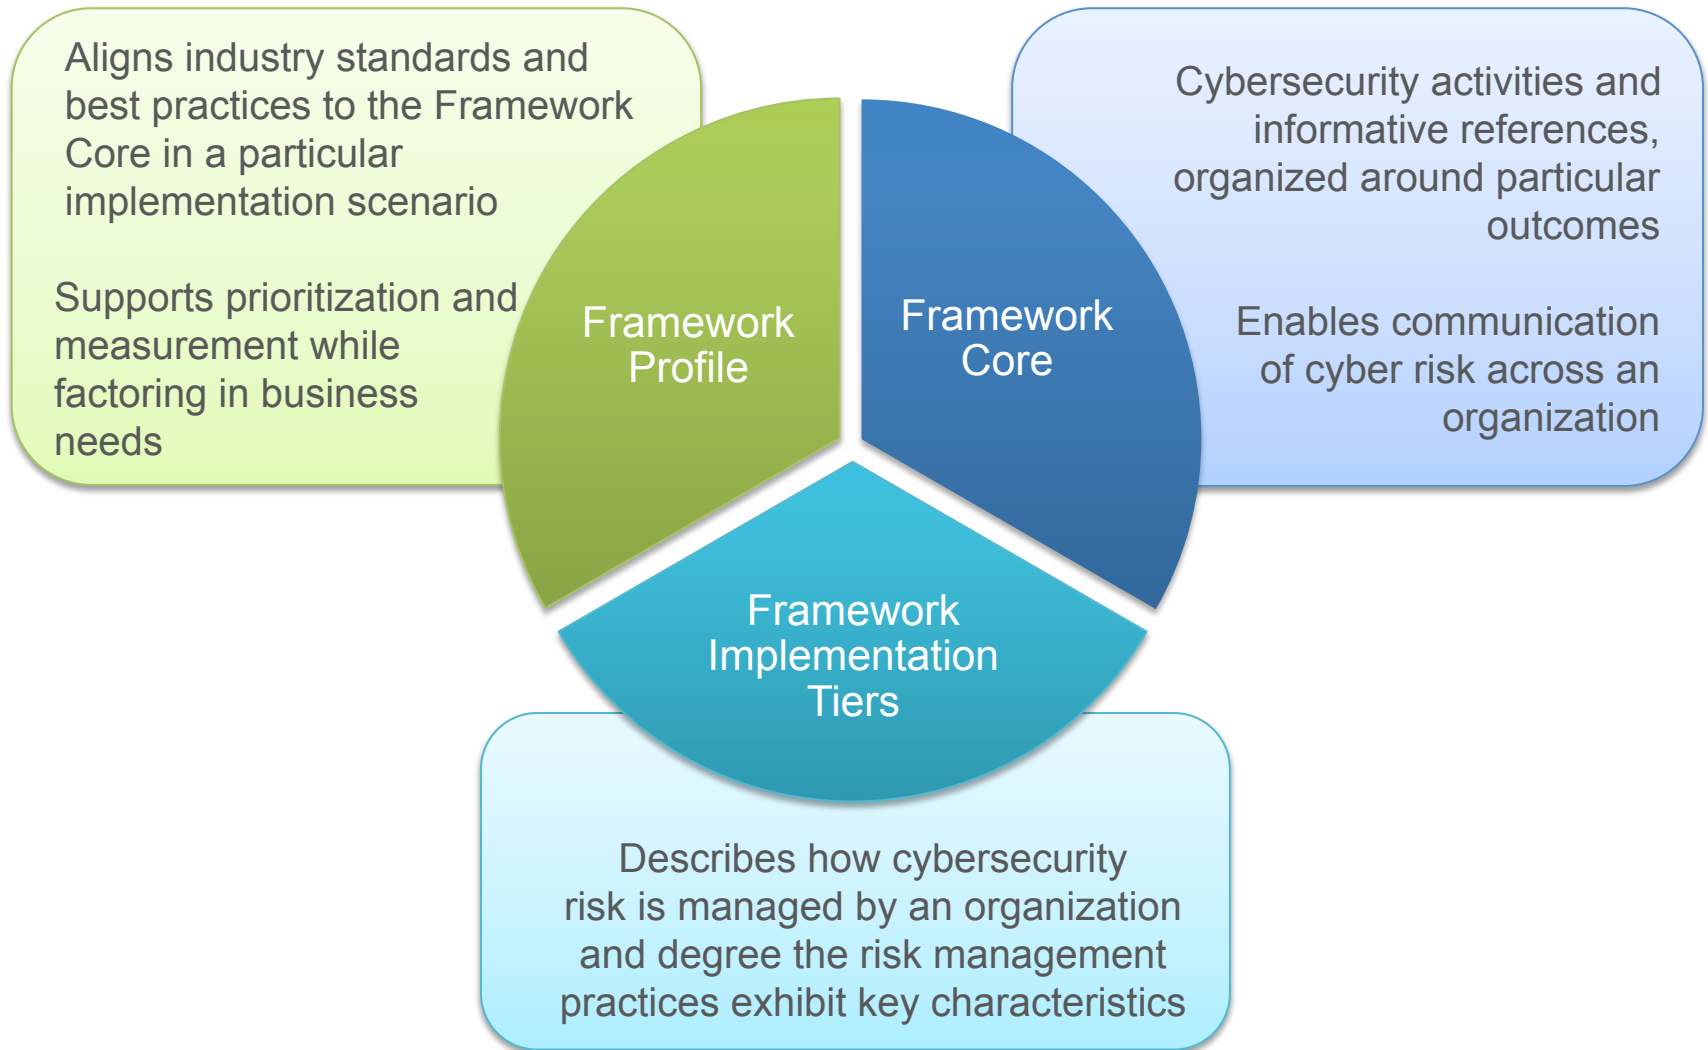 Aligns industry standards and
best practices to the Framework
Core in a particular
implementation scenario
Supports prioritization and
measurement while
factoring in business
needs
Framework
Profile
Framework
Core
Cybersecurity activities and
informative references,
organized around particular
outcomes
Enables communication
of cyber risk across an
organization
Framework
Implementation
Tiers
Describes how cybersecurity
risk is managed by an organization
and degree the risk management
practices exhibit key characteristics